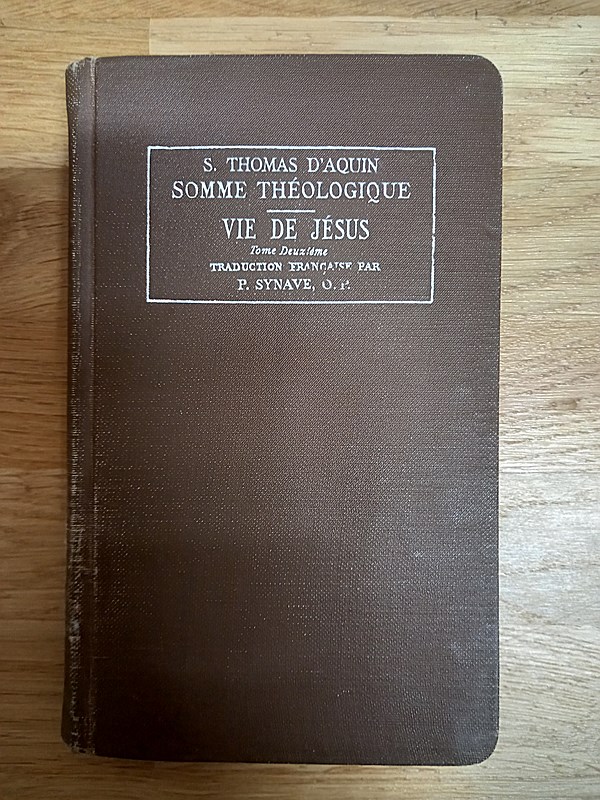 S. THOMAS D'AQUIN
SOMME THÉOLOGIQUE
VIE DE JÉSUS
Tome Deuxième
TRADUCTION FRANÇAISE PAR
P. SYNAVE, O. P.